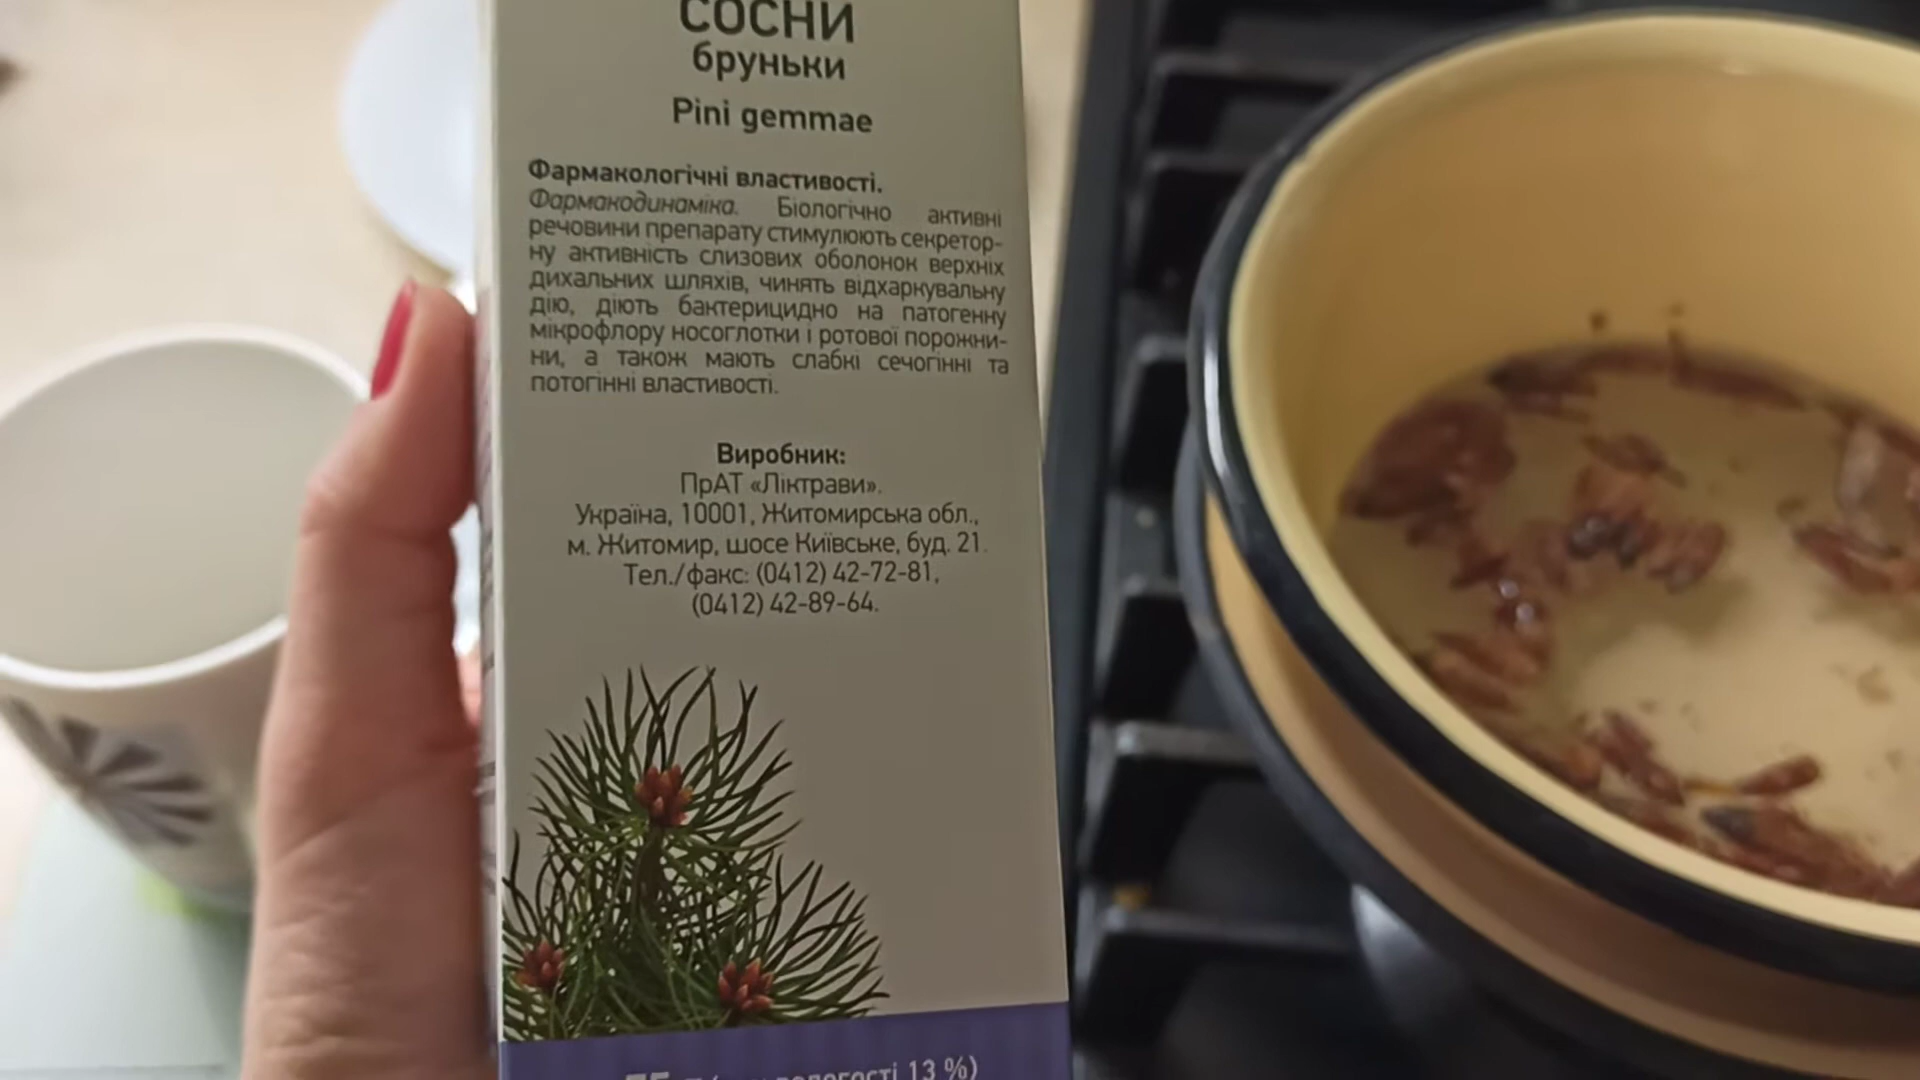 СОСНИ
бруньки
Pini gemmae
Фармакологічні властивості.
Фармакодинаміка. Біологічно активні
речовини препарату стимулюють секретор-
ну активність слизових оболонок верхніх
дихальних шляхів, чинять відхаркувальну
дію, діють бактерицидно на патогенну
мікрофлору носоглотки і ротової порожни-
ни, а також мають слабкі сечогінні та
потогінні властивості.
Виробник:
ПрАТ «Ліктрави».
Україна, 10001, Житомирська обл.,
м. Житомир, шосе Київське, буд. 21.
Тел./факс: (0412) 42-72-81,
(0412) 42-89-64.
вологості 13 %)